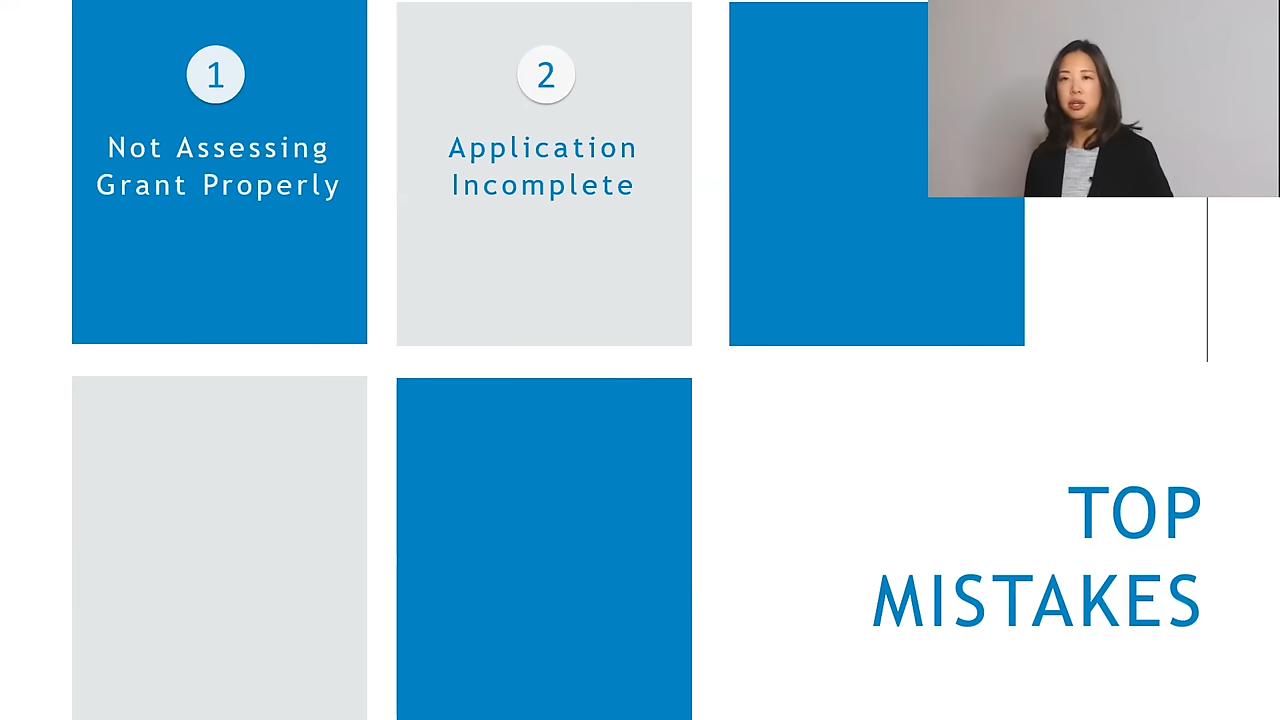 1
Not Assessing
Grant Properly
2
Application
Incomplete
TOP
MISTAKES